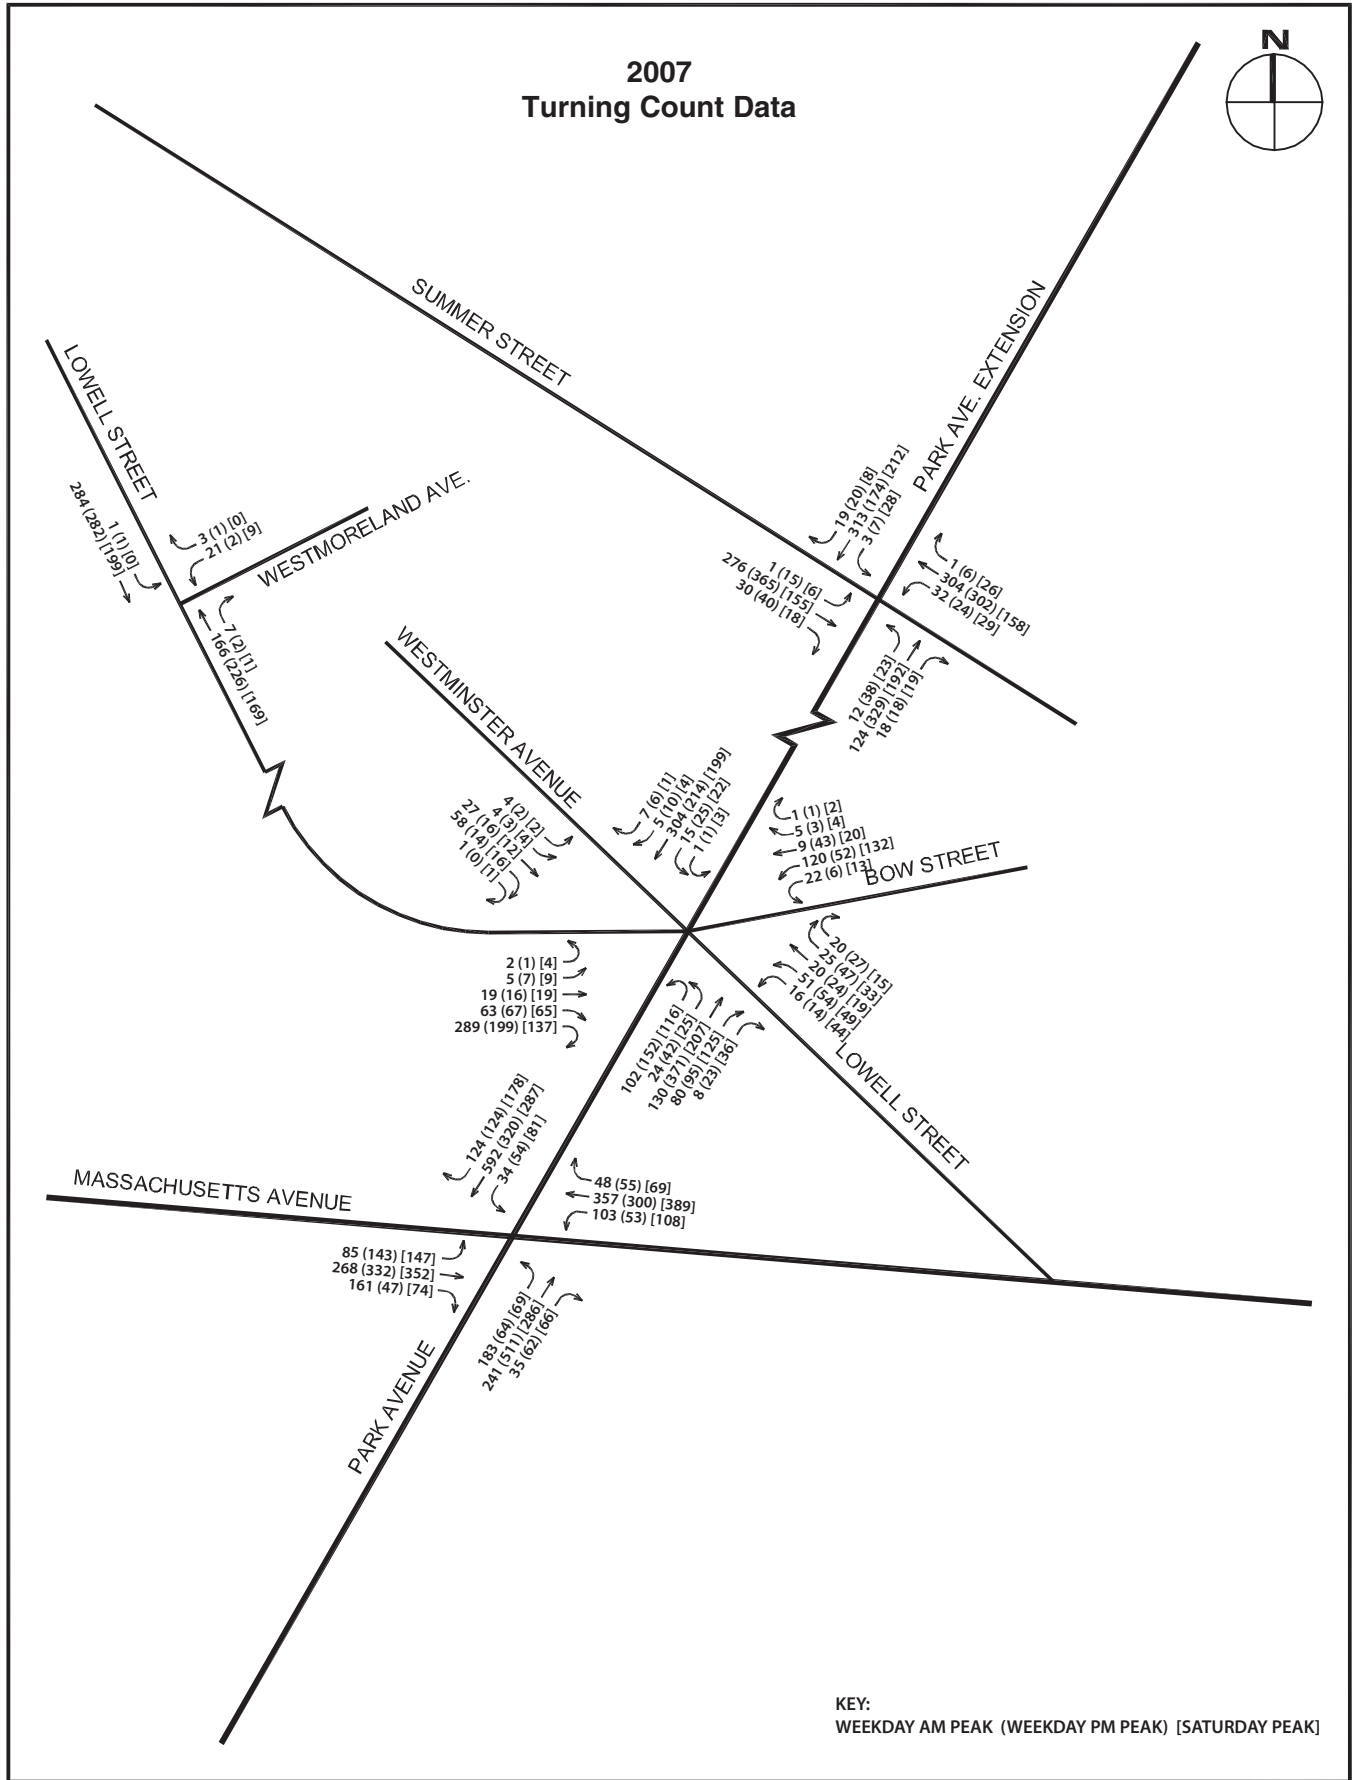 N
2007
Turning Count Data
SUMMER STREET
PARK AVE. EXTENSION
LOWELL STREET
WESTMORELAND AVE.
284 (282) [199]
1 (1) [0]
3 (1) [0]
21 (2) [9]
7 (2) [1]
166 (226) [169]
19 (20) [8]
313 (174) [212]
3 (7) [28]
1 (15) [6]
276 (365) [155]
30 (40) [18]
1 (6) [26]
304 (302) [158]
32 (24) [29]
12 (38) [23]
124 (329) [192]
18 (18) [19]
WESTMINSTER AVENUE
4 (2) [2]
4 (3) [4]
27 (16) [12]
58 (14) [16]
1 (0) [1]
7 (6) [1]
5 (10) [4]
304 (214) [199]
15 (25) [22]
1 (1) [3]
1 (1) [2]
5 (3) [4]
9 (43) [20]
120 (52) [132]
22 (6) [13]
BOW STREET
2 (1) [4]
5 (7) [9]
19 (16) [19]
63 (67) [65]
289 (199) [137]
20 (27) [15]
25 (47) [33]
20 (24) [19]
51 (54) [49]
16 (14) [44]
102 (152) [116]
24 (42) [25]
130 (371) [207]
80 (95) [125]
8 (23) [36]
LOWELL STREET
124 (124) [178]
592 (320) [287]
34 (54) [81]
MASSACHUSETTS AVENUE
48 (55) [69]
357 (300) [389]
103 (53) [108]
85 (143) [147]
268 (332) [352]
161 (47) [74]
183 (64) [69]
241 (511) [286]
35 (62) [66]
PARK AVENUE
KEY:
WEEKDAY AM PEAK (WEEKDAY PM PEAK) [SATURDAY PEAK]